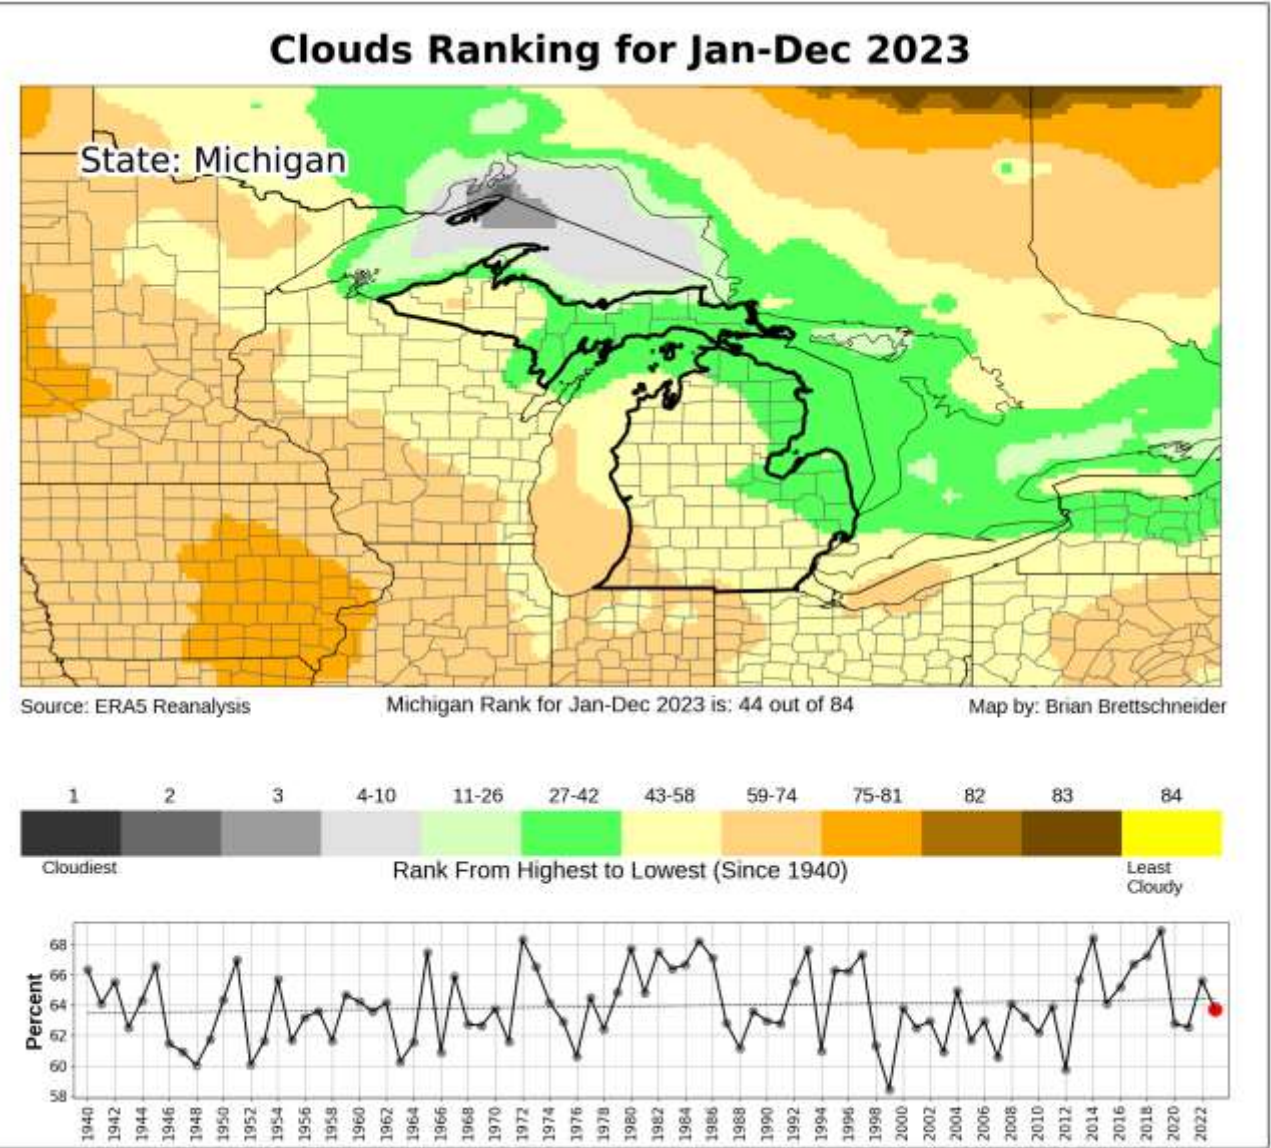 Clouds Ranking for Jan-Dec 2023
State: Michigan
Source: ERA5 Reanalysis
Michigan Rank for Jan-Dec 2023 is: 44 out of 84
Map by: Brian Brettschneider
1 2 3 4-10 11-26 27-42 43-58 59-74 75-81 82 83 84
Cloudiest
Rank From Highest to Lowest (Since 1940)
Least
Cloudy
Percent
68
66
64
62
60
58
1940 1942 1944 1946 1948 1950 1952 1954 1956 1958 1960 1962 1964 1966 1968 1970 1972 1974 1976 1978 1980 1982 1984 1986 1988 1990 1992 1994 1996 1998 2000 2002 2004 2006 2008 2010 2012 2014 2016 2018 2020 2022